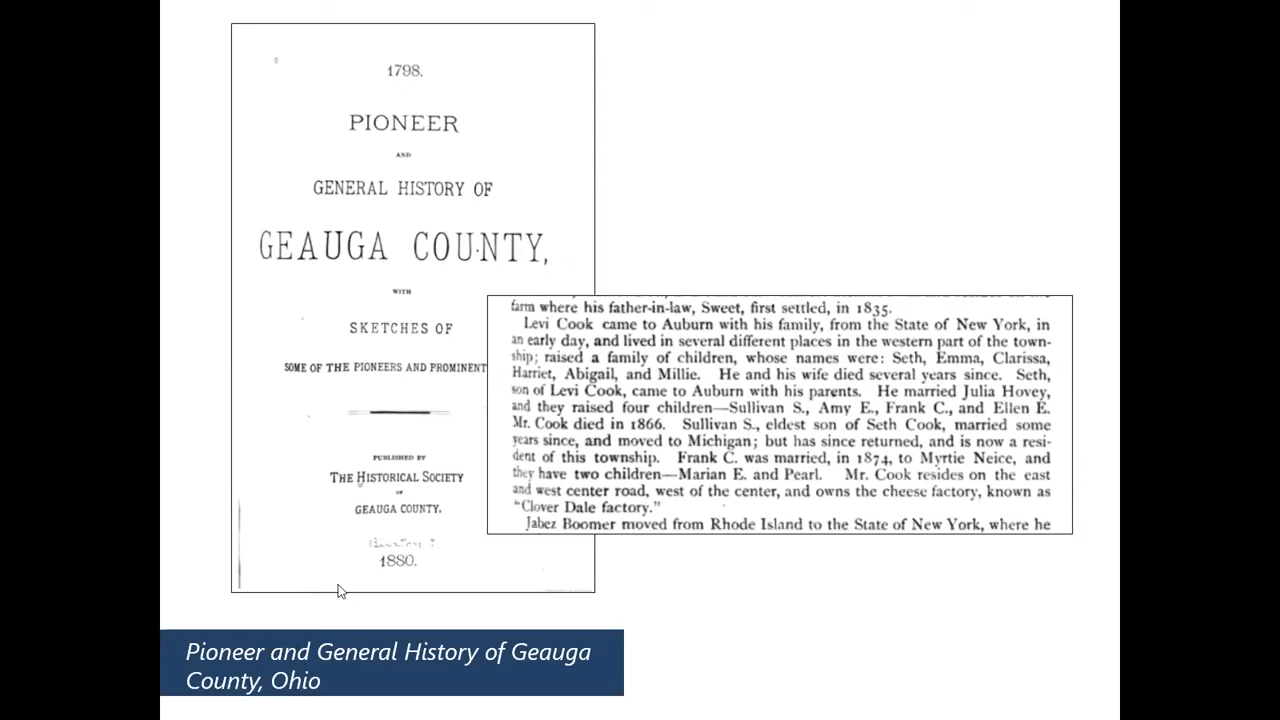 1798.
PIONEER
AND
GENERAL HISTORY OF
GEAUGA COUNTY,
WITH
SKETCHES OF
SOME OF THE PIONEERS AND PROMINENT
PUBLISHED BY
THE HISTORICAL SOCIETY
OF
GEAUGA COUNTY.
1880.
farm where his father-in-law, Sweet, first settled, in 1835.
Levi Cook came to Auburn with his family, from the State of New York, in
an early day, and lived in several different places in the western part of the town-
ship; raised a family of children, whose names were: Seth, Emma, Clarissa,
Harriet, Abigail, and Millie. He and his wife died several years since. Seth,
son of Levi Cook, came to Auburn with his parents. He married Julia Hovey,
and they raised four children—Sullivan S., Amy E., Frank C., and Ellen E.
Mr. Cook died in 1866. Sullivan S., eldest son of Seth Cook, married some
years since, and moved to Michigan; but has since returned, and is now a resi-
dent of this township. Frank C. was married, in 1874, to Myrtie Neice, and
they have two children—Marian E. and Pearl. Mr. Cook resides on the east
and west center road, west of the center, and owns the cheese factory, known as
"Clover Dale factory."
Jabez Boomer moved from Rhode Island to the State of New York, where he
Pioneer and General History of Geauga
County, Ohio